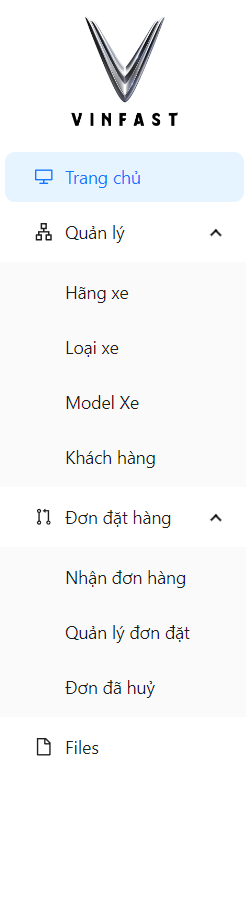 VINFAST
Trang chủ
Quản lý
Hãng xe
Loại xe
Model Xe
Khách hàng
Đơn đặt hàng
Nhận đơn hàng
Quản lý đơn đặt
Đơn đã huỷ
Files